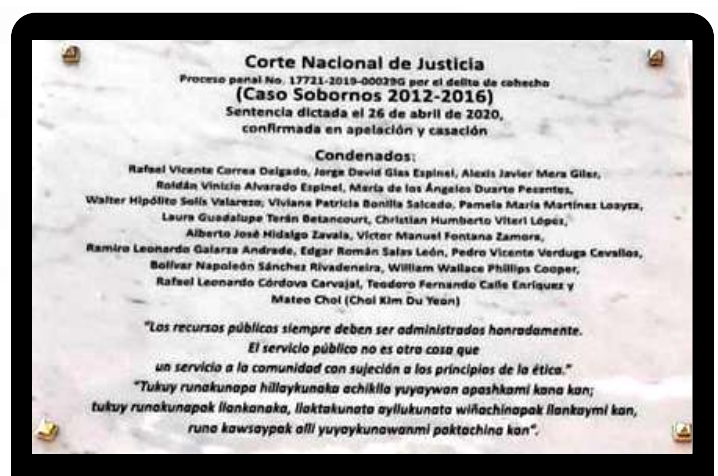 Corte Nacional de Justicia
Proceso penal No. 17721-2019-00029G por el delito de cohecho
(Caso Sobornos 2012-2016)
Sentencia dictada el 26 de abril de 2020,
confirmada en apelación y casación
Condenados:
Rafael Vicente Correa Delgado, Jorge David Glas Espinel, Alexis Javier Mera Giler,
Roldán Vinicio Alvarado Espinel, María de los Ángeles Duarte Pesantes,
Walter Hipólito Solís Valarezo, Viviana Patricia Bonilla Salcedo, Pamela María Martínez Loayza,
Laura Guadalupe Terán Betancourt, Christian Humberto Viteri López,
Alberto José Hidalgo Zavala, Víctor Manuel Fontana Zamora,
Ramiro Leonardo Galarza Andrade, Edgar Román Salas León, Pedro Vicente Verduga Cevallos,
Bolívar Napoleón Sánchez Rivadeneira, William Wallace Phillips Cooper,
Rafael Leonardo Córdova Carvajal, Teodoro Fernando Calle Enríquez y
Mateo Choi (Choi Kim Du Yeon)
"Los recursos públicos siempre deben ser administrados honradamente.
El servicio público no es otra cosa que
un servicio a la comunidad con sujeción a los principios de la ética."
"Tukuy runakunapa hillaykunaka achiklla yuyaywan apashkami kana kan;
tukuy runakunapak llankanaka, llaktakunata ayllukunata wiñachinapak llankaymi kan,
runa kawsaypak alli yuyaykunawanmi paktachina kan".